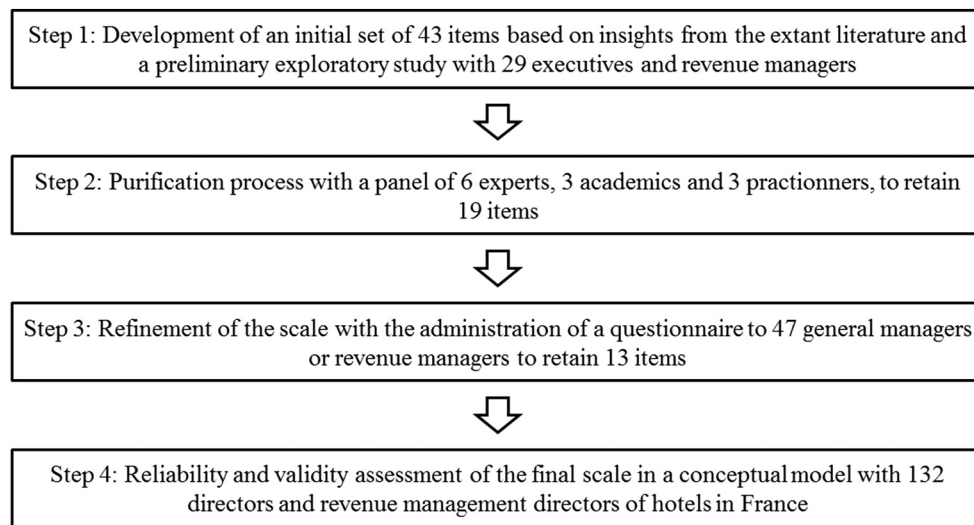 Step 1: Development of an initial set of 43 items based on insights from the extant literature and
a preliminary exploratory study with 29 executives and revenue managers
Step 2: Purification process with a panel of 6 experts, 3 academics and 3 practionners, to retain
19 items
Step 3: Refinement of the scale with the administration of a questionnaire to 47 general managers
or revenue managers to retain 13 items
Step 4: Reliability and validity assessment of the final scale in a conceptual model with 132
directors and revenue management directors of hotels in France